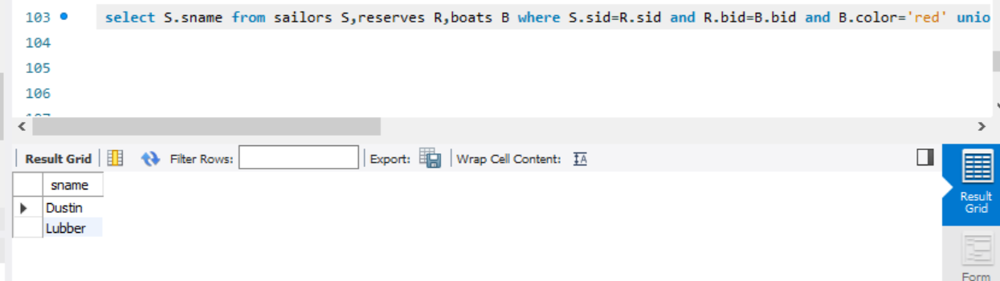 103 select S.sname from sailors S,reserves R,boats B where S.sid=R.sid and R.bid=B.bid and B.color='red' unio
104
105
106
Result Grid Filter Rows: Export: Wrap Cell Content: IA
sname
Dustin
Lubber
Result
Grid
Form